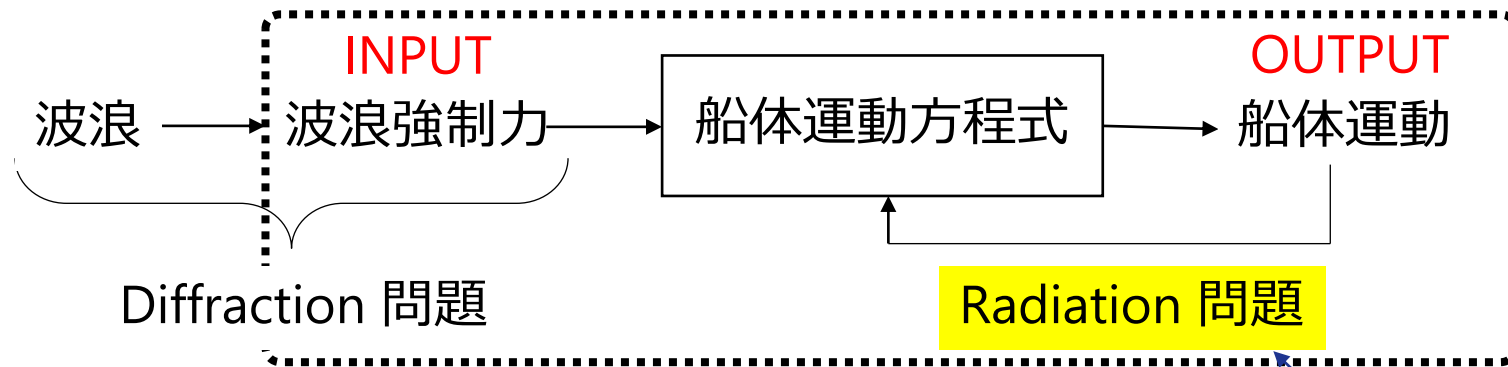 INPUT
OUTPUT
波浪
波浪強制力
船体運動方程式
船体運動
Diffraction 問題
Radiation 問題